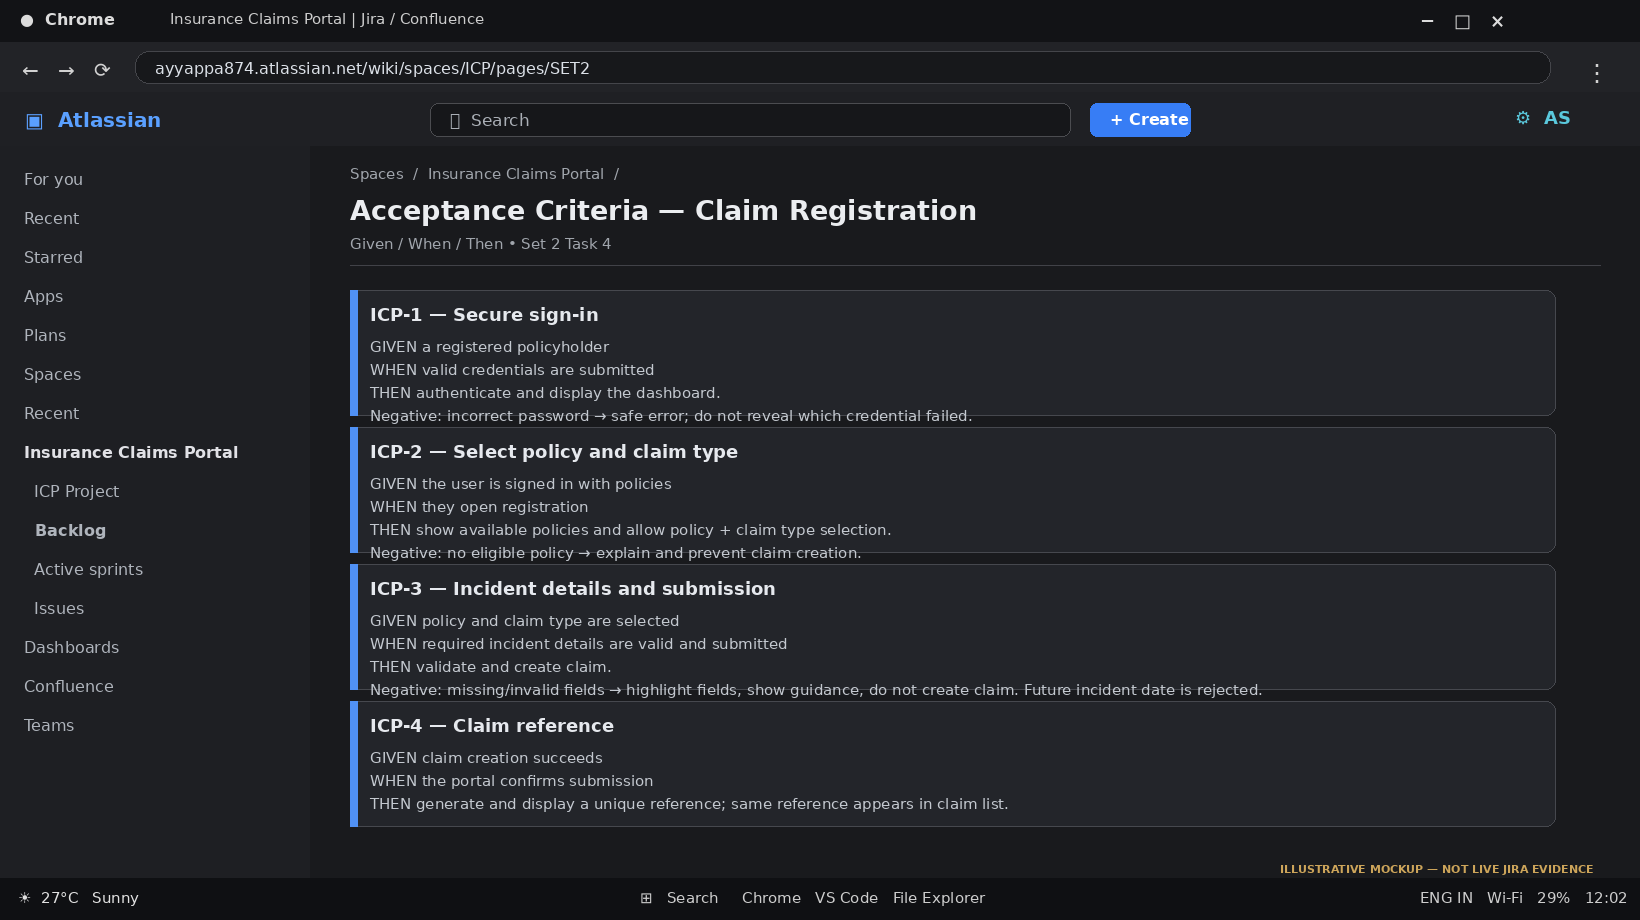 Chrome
Insurance Claims Portal | Jira / Confluence
ayyappa874.atlassian.net/wiki/spaces/ICP/pages/SET2
Atlassian
Search
+ Create
AS
For you
Recent
Starred
Apps
Plans
Spaces
Recent
Insurance Claims Portal
ICP Project
Backlog
Active sprints
Issues
Dashboards
Confluence
Teams
Spaces / Insurance Claims Portal /
Acceptance Criteria — Claim Registration
Given / When / Then • Set 2 Task 4
ICP-1 — Secure sign-in
GIVEN a registered policyholder
WHEN valid credentials are submitted
THEN authenticate and display the dashboard.
Negative: incorrect password → safe error; do not reveal which credential failed.
ICP-2 — Select policy and claim type
GIVEN the user is signed in with policies
WHEN they open registration
THEN show available policies and allow policy + claim type selection.
Negative: no eligible policy → explain and prevent claim creation.
ICP-3 — Incident details and submission
GIVEN policy and claim type are selected
WHEN required incident details are valid and submitted
THEN validate and create claim.
Negative: missing/invalid fields → highlight fields, show guidance, do not create claim. Future incident date is rejected.
ICP-4 — Claim reference
GIVEN claim creation succeeds
WHEN the portal confirms submission
THEN generate and display a unique reference; same reference appears in claim list.
ILLUSTRATIVE MOCKUP — NOT LIVE JIRA EVIDENCE
27°C Sunny
Search Chrome VS Code File Explorer
ENG IN Wi-Fi 29% 12:02